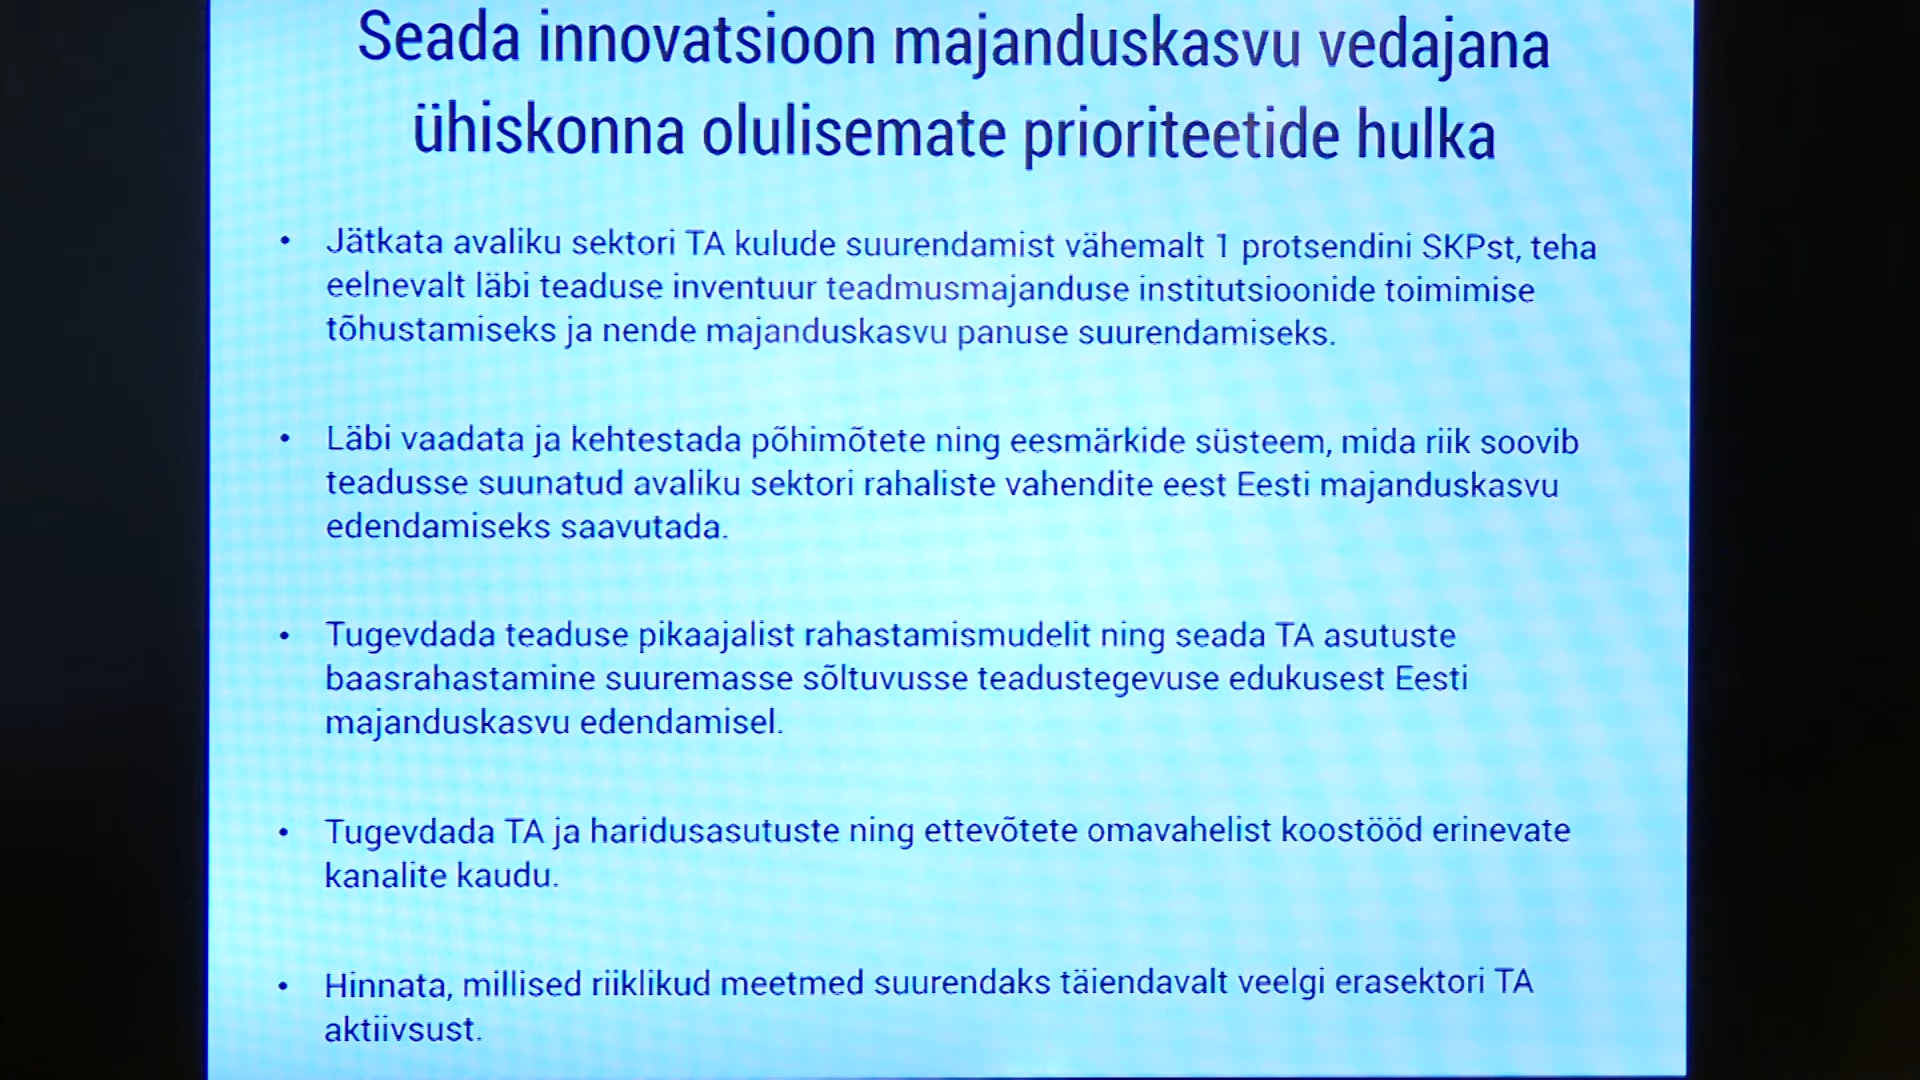 Seada innovatsioon majanduskasvu vedajana
ühiskonna olulisemate prioriteetide hulka
• Jätkata avaliku sektori TA kulude suurendamist vähemalt 1 protsendini SKPst, teha
eelnevalt läbi teaduse inventuur teadmusmajanduse institutsioonide toimimise
tõhustamiseks ja nende majanduskasvu panuse suurendamiseks.
• Läbi vaadata ja kehtestada põhimõtete ning eesmärkide süsteem, mida riik soovib
teadusse suunatud avaliku sektori rahaliste vahendite eest Eesti majanduskasvu
edendamiseks saavutada.
• Tugevdada teaduse pikaajalist rahastamismudelit ning seada TA asutuste
baasrahastamine suuremasse sõltuvusse teadustegevuse edukusest Eesti
majanduskasvu edendamisel.
• Tugevdada TA ja haridusasutuste ning ettevõtete omavahelist koostööd erinevate
kanalite kaudu.
• Hinnata, millised riiklikud meetmed suurendaks täiendavalt veelgi erasektori TA
aktiivsust.